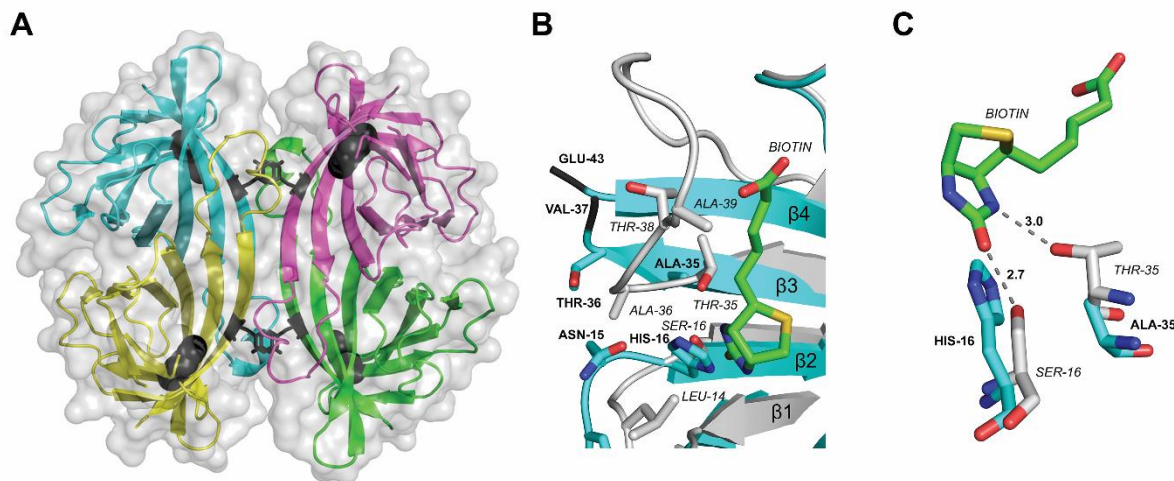 A
B
C
BIOTIN
GLU-43
VAL-37
ALA-39
THR-38
β4
ALA-35
THR-36
ALA-36
THR-35
β3
ASN-15
HIS-16
SER-16
β2
LEU-14
β1
BIOTIN
3.0
2.7
THR-35
HIS-16
ALA-35
SER-16